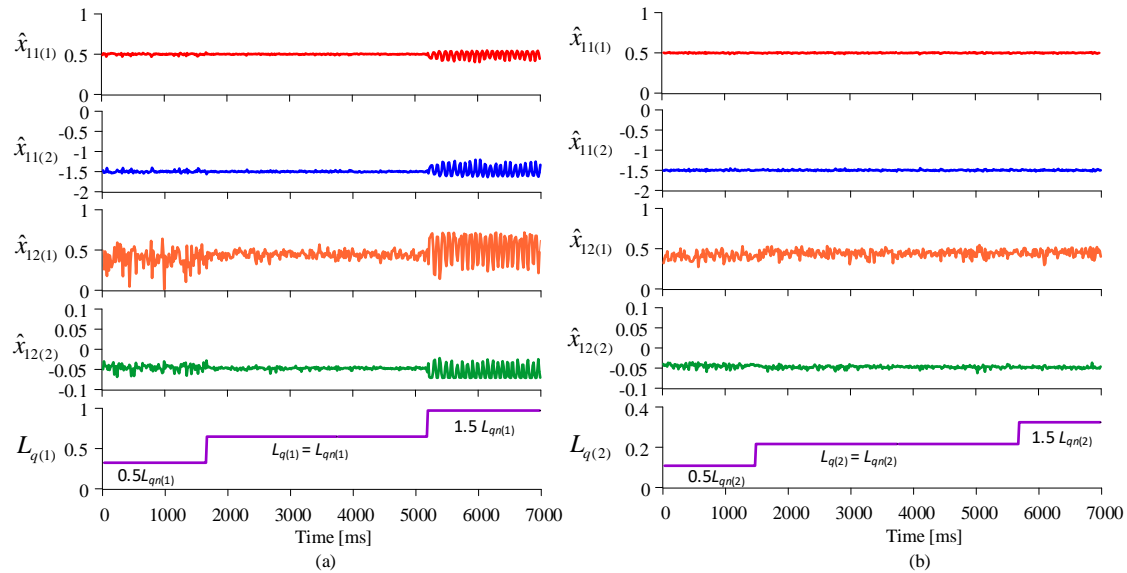 x̂11(1)
1
0.5
0
x̂11(2)
0
-0.5
-1
-1.5
-2
x̂12(1)
1
0.5
0
x̂12(2)
0.1
0.05
0
-0.05
-0.1
Lq(1)
1
0.5
0
0.5Lqn(1)
Lq(1) = Lqn(1)
1.5 Lqn(1)
0 1000 2000 3000 4000 5000 6000 7000
Time [ms]
(a)
x̂11(1)
1
0.5
0
x̂11(2)
0
-0.5
-1
-1.5
-2
x̂12(1)
1
0.5
0
x̂12(2)
0.1
0.05
0
-0.05
-0.1
Lq(2)
0.4
0.2
0
0.5Lqn(2)
Lq(2) = Lqn(2)
1.5 Lqn(2)
0 1000 2000 3000 4000 5000 6000 7000
Time [ms]
(b)